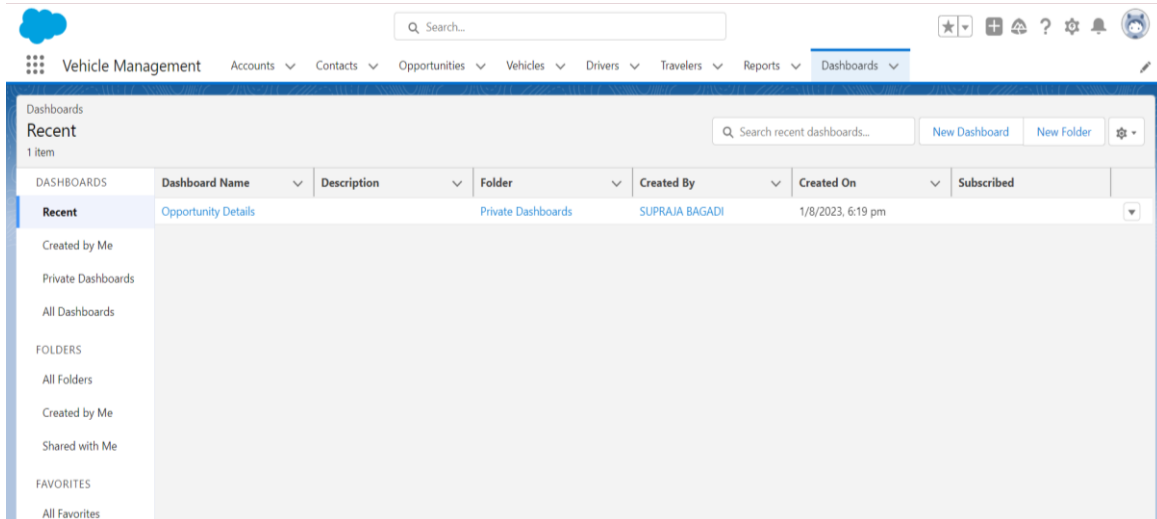 Search...
Vehicle Management Accounts Contacts Opportunities Vehicles Drivers Travelers Reports Dashboards
Dashboards
Recent
1 item
Search recent dashboards...
New Dashboard
New Folder
DASHBOARDS
Dashboard Name Description Folder Created By Created On Subscribed
Recent
Opportunity Details Private Dashboards SUPRAJA BAGADI 1/8/2023, 6:19 pm
Created by Me
Private Dashboards
All Dashboards
FOLDERS
All Folders
Created by Me
Shared with Me
FAVORITES
All Favorites